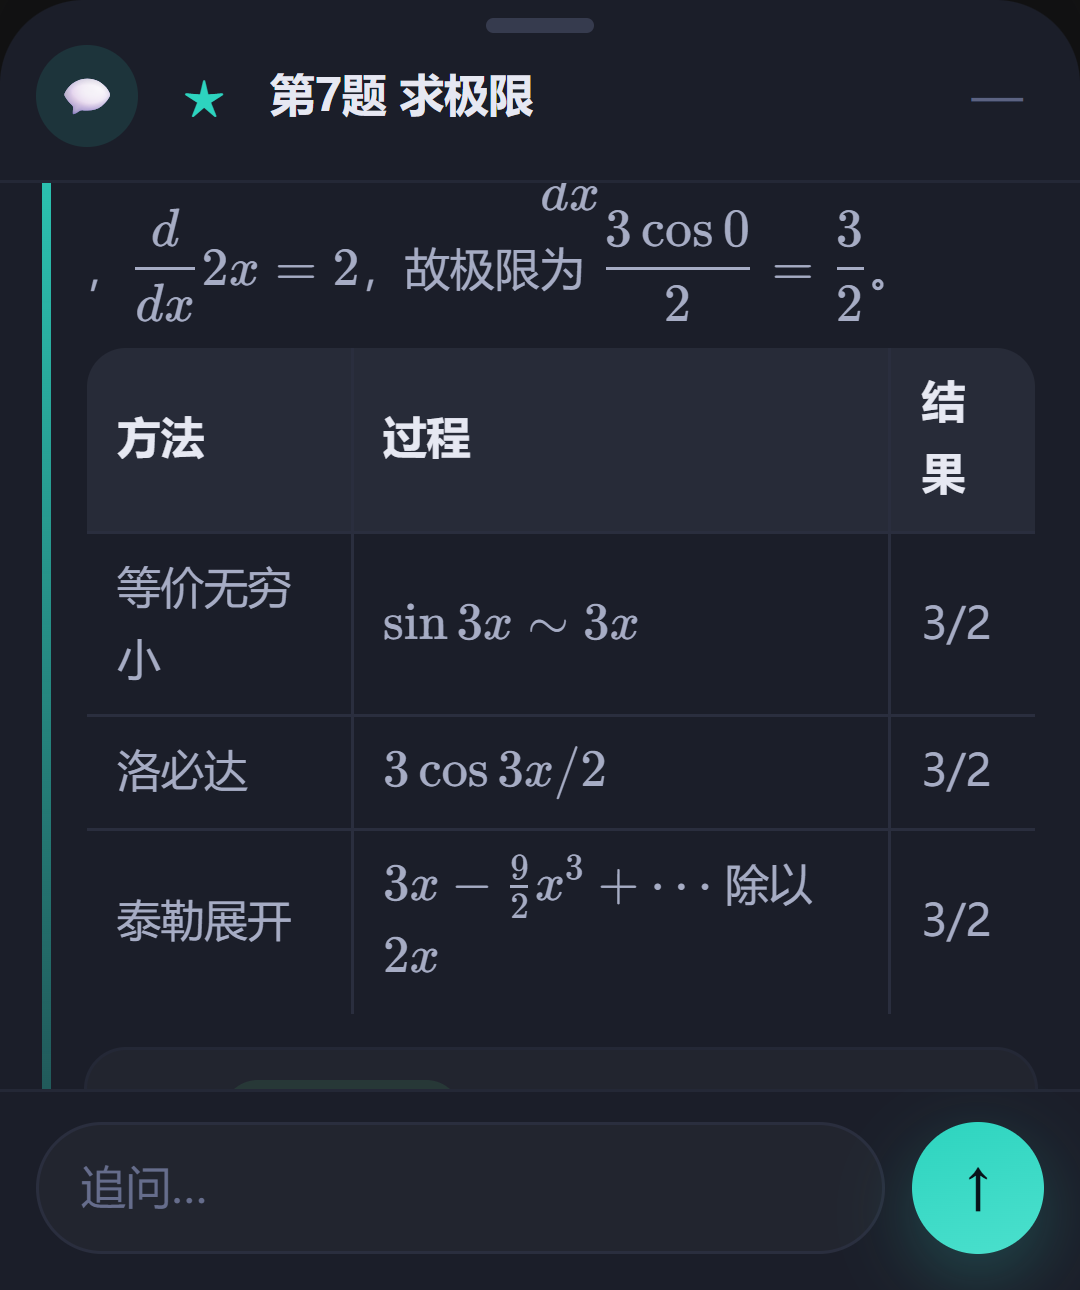 第7题 求极限
dx
, d/dx 2x = 2, 故极限为 3 cos 0/2 = 3/2。
方法 过程 结果
等价无穷小 sin 3x ∼ 3x 3/2
洛必达 3 cos 3x/2 3/2
泰勒展开 3x − 9/2 x³ + ⋯ 除以 2x 3/2
追问...
↑